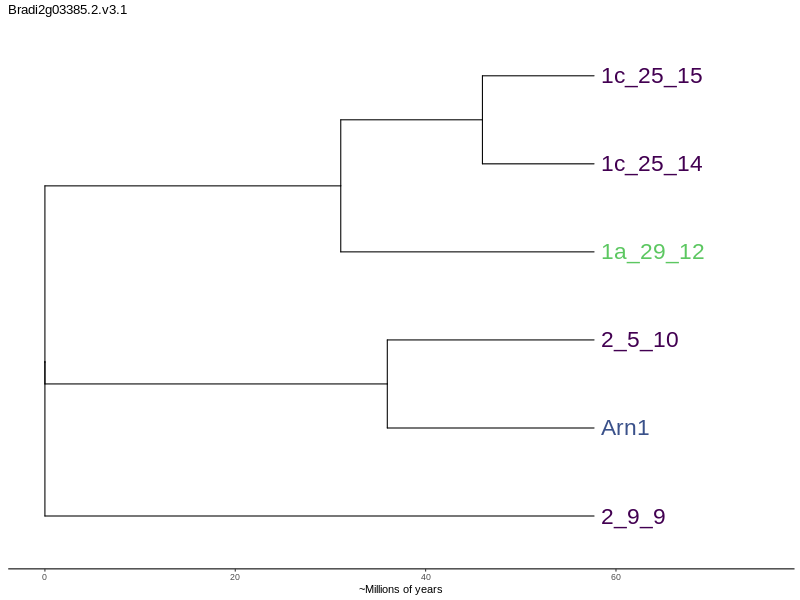 Bradi2g03385.2.v3.1
1c_25_15
1c_25_14
1a_29_12
2_5_10
Arn1
2_9_9
0 20 40 60
~Millions of years